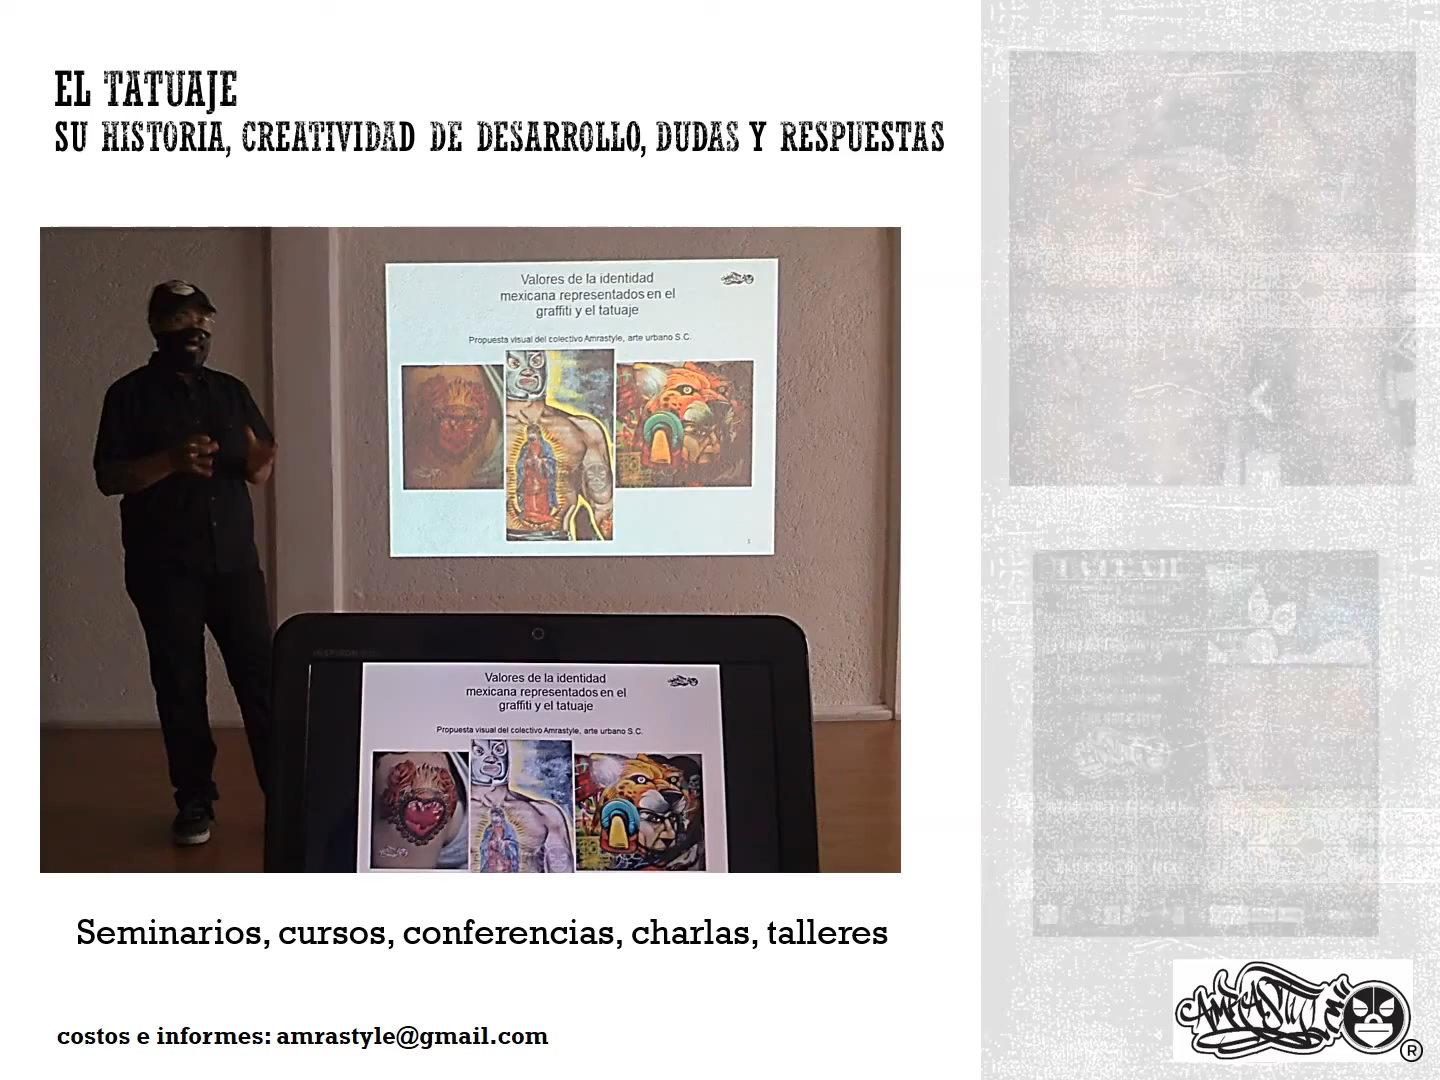 EL TATUAJE
SU HISTORIA, CREATIVIDAD DE DESARROLLO, DUDAS Y RESPUESTAS
Valores de la identidad
mexicana representados en el
graffiti y el tatuaje
Propuesta visual del colectivo Amrastyle, arte urbano S.C.
1
Valores de la identidad
mexicana representados en el
graffiti y el tatuaje
Propuesta visual del colectivo Amrastyle, arte urbano S.C.
Seminarios, cursos, conferencias, charlas, talleres
costos e informes: amrastyle@gmail.com
AMRASTYLE
®